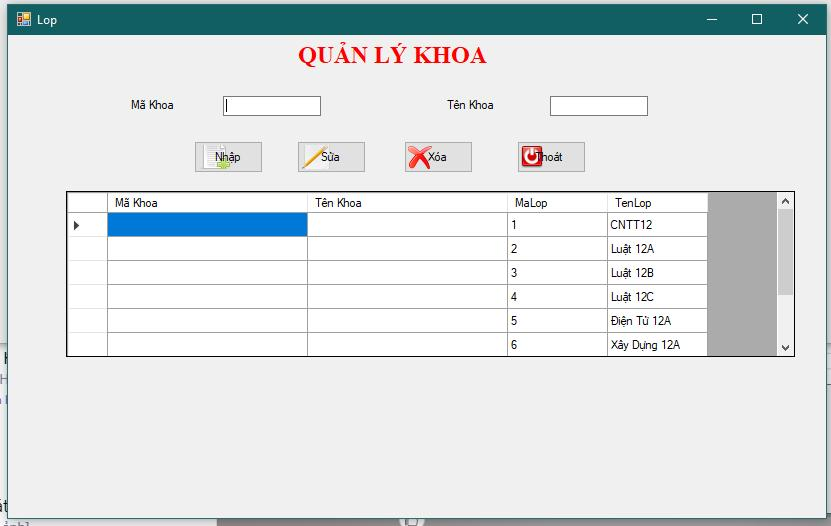 Lop
QUẢN LÝ KHOA
Mã Khoa Tên Khoa
Nhập Sửa Xóa Thoát
Mã Khoa Tên Khoa MaLop TenLop
1 CNTT12
2 Luật 12A
3 Luật 12B
4 Luật 12C
5 Điện Tử 12A
6 Xây Dựng 12A